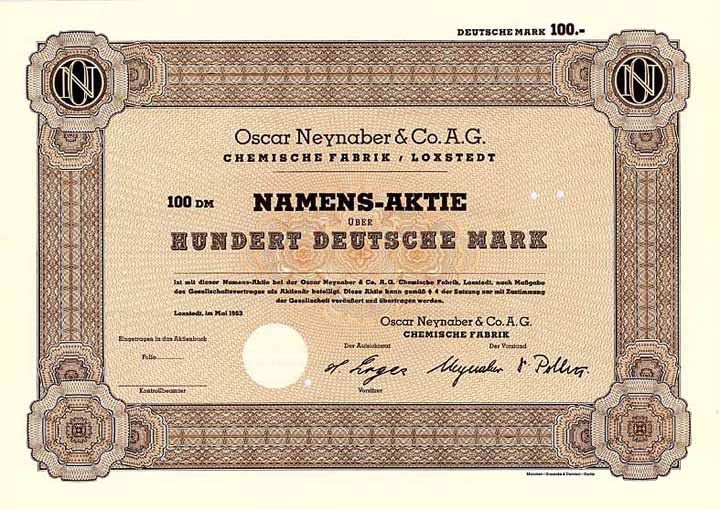 DEUTSCHE MARK 100.-
Oscar Neynaber & Co. A.G.
CHEMISCHE FABRIK / LOXSTEDT
100 DM NAMENS-AKTIE
ÜBER
HUNDERT DEUTSCHE MARK
ist mit dieser Namens-Aktie bei der Oscar Neynaber & Co. A.G. Chemische Fabrik, Loxstedt, nach Maßgabe
des Gesellschaftsvertrages als Aktionär beteiligt. Diese Aktie kann gemäß § 4 der Satzung nur mit Zustimmung
der Gesellschaft veräußert und übertragen werden.
Loxstedt, im Mai 1953
Oscar Neynaber & Co. A.G.
CHEMISCHE FABRIK
Eingetragen in das Aktienbuch
Der Aufsichtsrat Der Vorstand
Folio
Neynaber
Kontrollbeamter
Vorsitzer